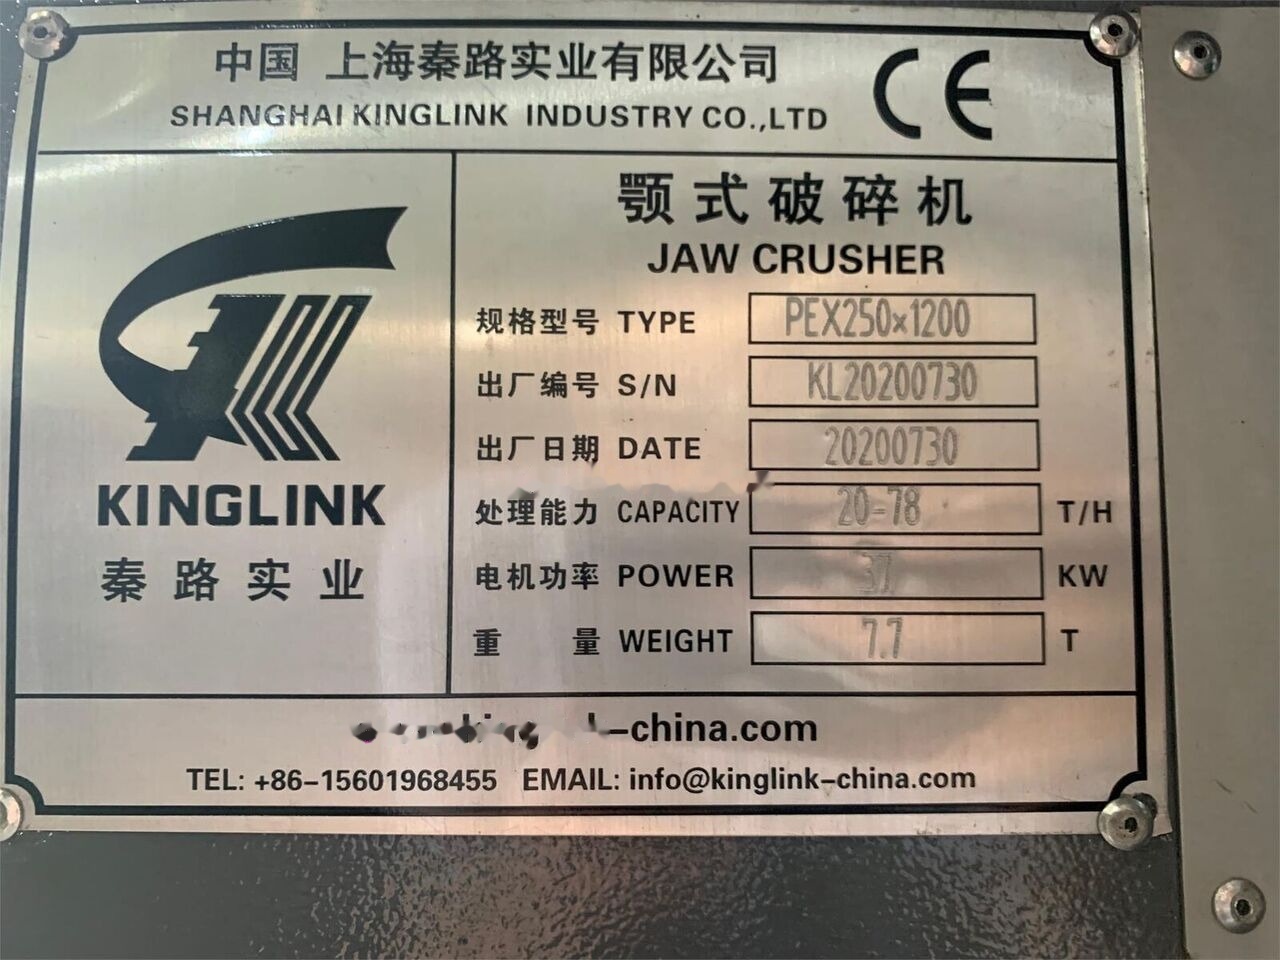 中国 上海秦路实业有限公司
SHANGHAI KINGLINK INDUSTRY CO.,LTD
CE
KINGLINK
秦路实业
颚式破碎机
JAW CRUSHER
规格型号 TYPE PEX250×1200
出厂编号 S/N KL20200730
出厂日期 DATE 20200730
处理能力 CAPACITY 20-78 T/H
电机功率 POWER 37 KW
重量 WEIGHT 7.7 T
-china.com
TEL: +86-15601968455 EMAIL: info@kinglink-china.com